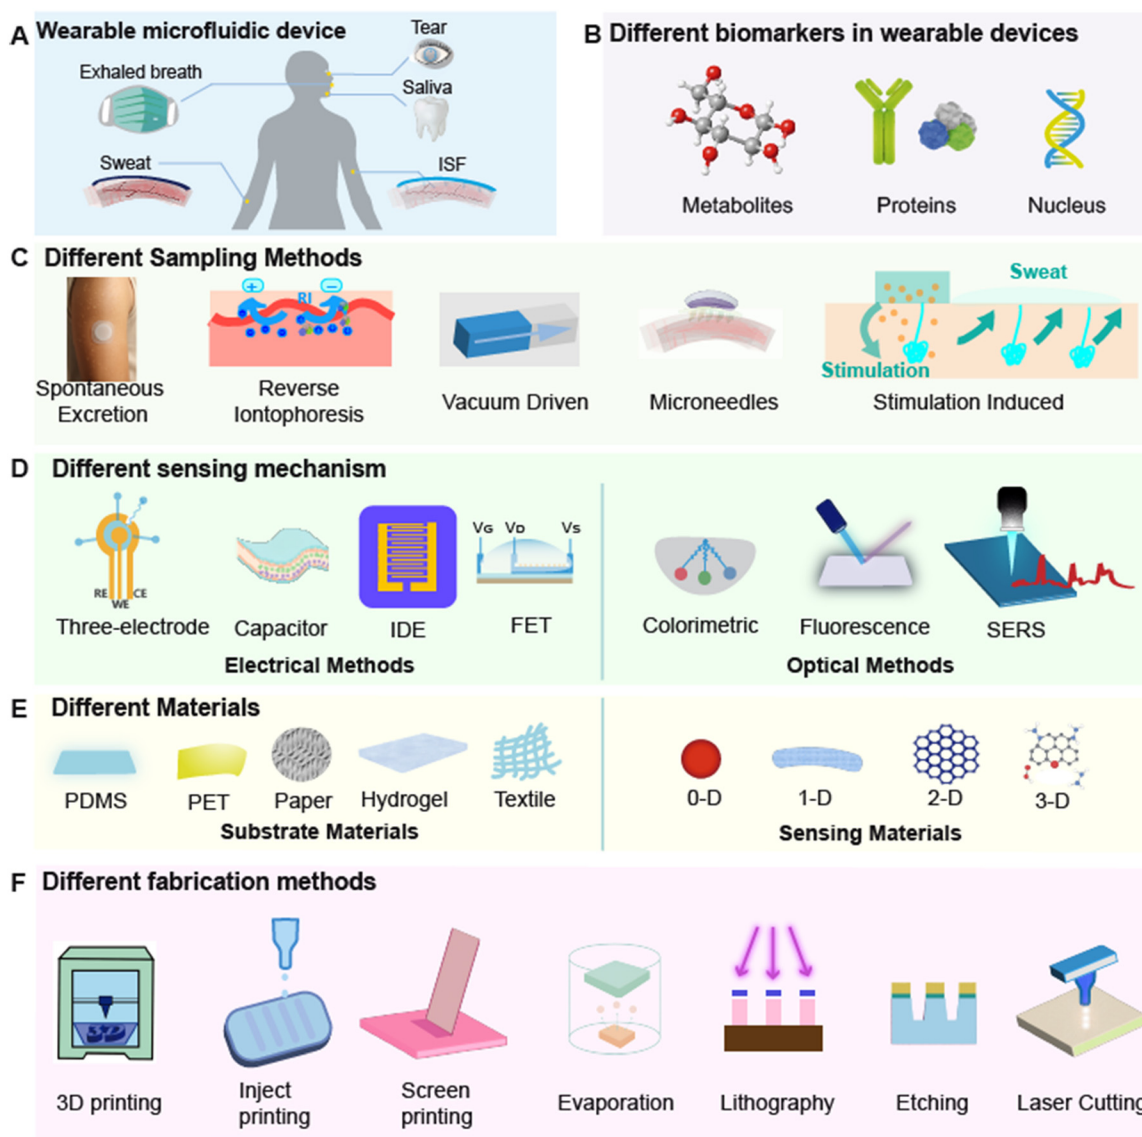 A Wearable microfluidic device
Tear
Exhaled breath
Saliva
Sweat
ISF
B Different biomarkers in wearable devices
Metabolites
Proteins
Nucleus
C Different Sampling Methods
+
RI
−
Sweat
Stimulation
Spontaneous
Excretion
Reverse
Iontophoresis
Vacuum Driven
Microneedles
Stimulation Induced
D Different sensing mechanism
RE
WE
CE
VG
VD
VS
Three-electrode
Capacitor
IDE
FET
Electrical Methods
Colorimetric
Fluorescence
SERS
Optical Methods
E Different Materials
PDMS
PET
Paper
Hydrogel
Textile
Substrate Materials
0-D
1-D
2-D
3-D
Sensing Materials
F Different fabrication methods
3D
3D printing
Inject
printing
Screen
printing
Evaporation
Lithography
Etching
Laser Cutting